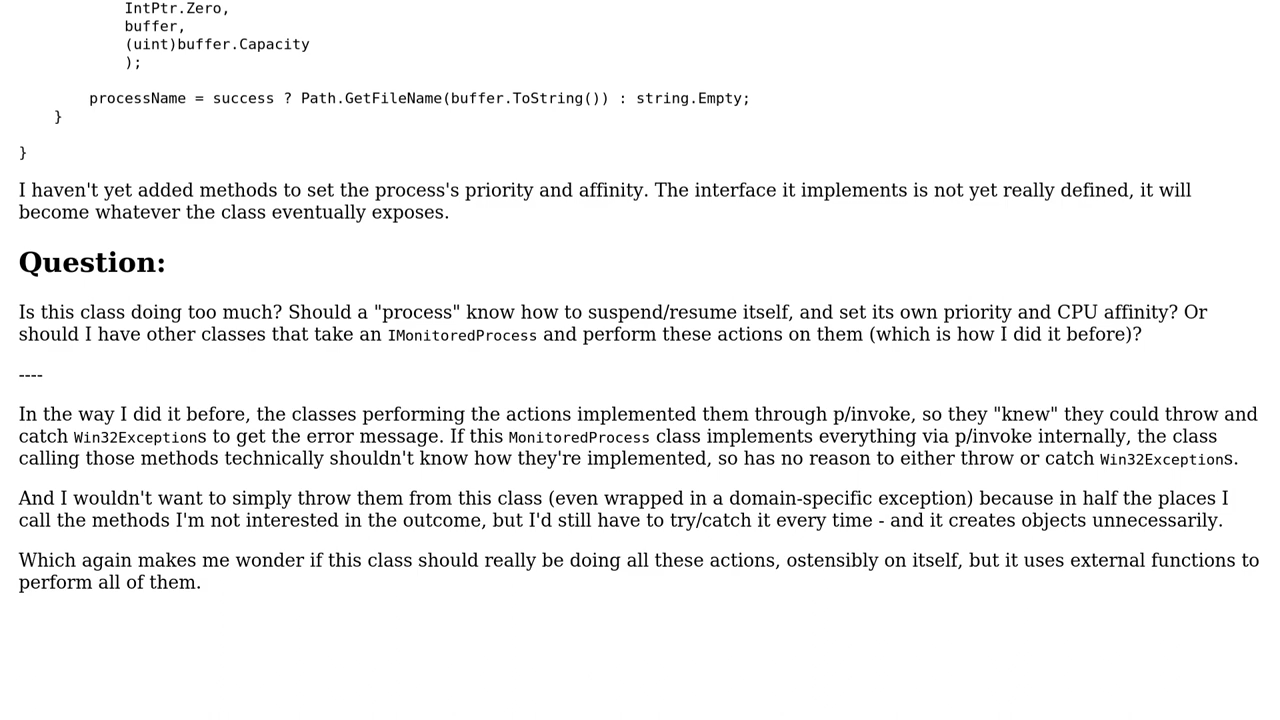 IntPtr.Zero,
buffer,
(uint)buffer.Capacity
);
processName = success ? Path.GetFileName(buffer.ToString()) : string.Empty;
}
}
I haven't yet added methods to set the process's priority and affinity. The interface it implements is not yet really defined, it will
become whatever the class eventually exposes.
Question:
Is this class doing too much? Should a "process" know how to suspend/resume itself, and set its own priority and CPU affinity? Or
should I have other classes that take an IMonitoredProcess and perform these actions on them (which is how I did it before)?
----
In the way I did it before, the classes performing the actions implemented them through p/invoke, so they "knew" they could throw and
catch Win32Exceptions to get the error message. If this MonitoredProcess class implements everything via p/invoke internally, the class
calling those methods technically shouldn't know how they're implemented, so has no reason to either throw or catch Win32Exceptions.
And I wouldn't want to simply throw them from this class (even wrapped in a domain-specific exception) because in half the places I
call the methods I'm not interested in the outcome, but I'd still have to try/catch it every time - and it creates objects unnecessarily.
Which again makes me wonder if this class should really be doing all these actions, ostensibly on itself, but it uses external functions to
perform all of them.